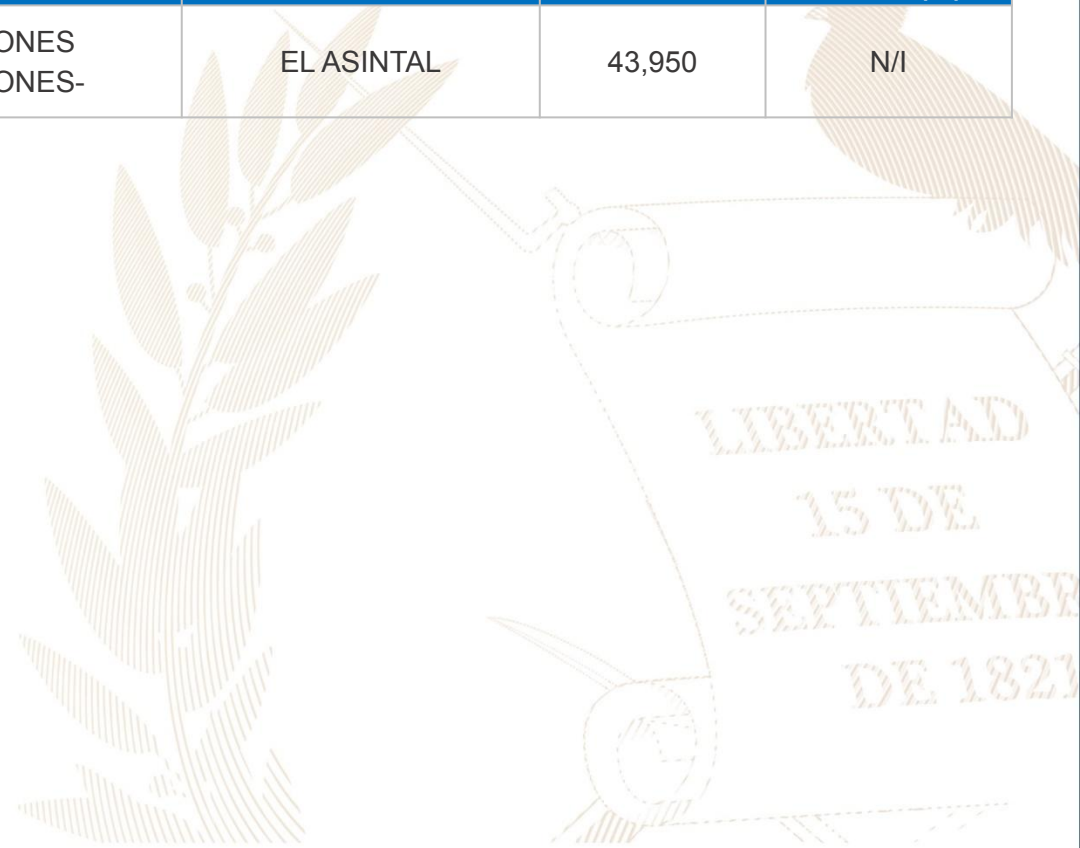 ONES
ONES-
EL ASINTAL
43,950
N/I
LIBERTAD
15 DE
SEPTIEMBRE
DE 1821